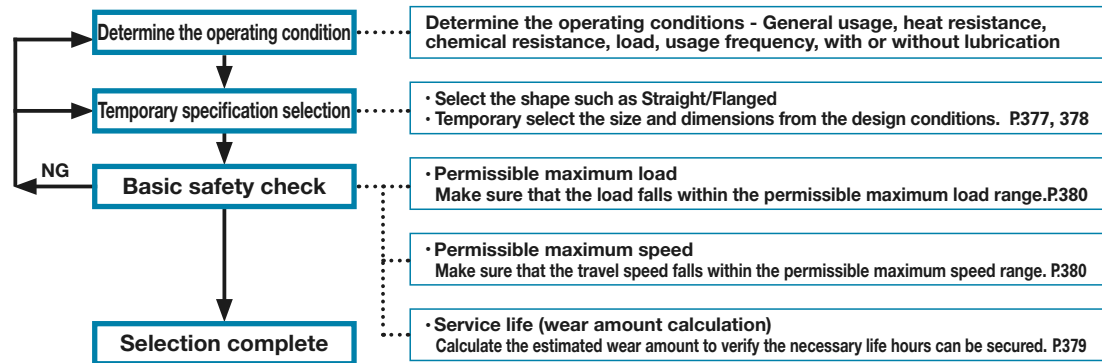 Determine the operating condition
Determine the operating conditions - General usage, heat resistance,
chemical resistance, load, usage frequency, with or without lubrication
Temporary specification selection
・Select the shape such as Straight/Flanged
・Temporary select the size and dimensions from the design conditions. P.377, 378
NG
Basic safety check
・Permissible maximum load
Make sure that the load falls within the permissible maximum load range.P.380
・Permissible maximum speed
Make sure that the travel speed falls within the permissible maximum speed range. P.380
Selection complete
・Service life (wear amount calculation)
Calculate the estimated wear amount to verify the necessary life hours can be secured. P.379